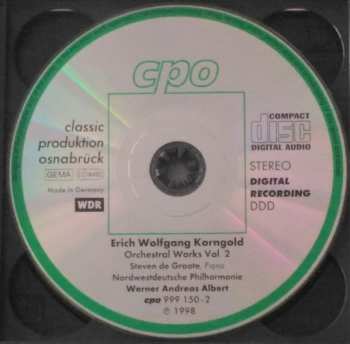 cpo
classic
produktion
osnabrück
GEMA
Made in Germany
WDR
COMPACT
disc
DIGITAL AUDIO
STEREO
DIGITAL
RECORDING
DDD
Erich Wolfgang Korngold
Orchestral Works Vol. 2
Steven de Groote, Piano
Nordwestdeutsche Philharmonie
Werner Andreas Albert
cpo 999 150-2
℗ 1998